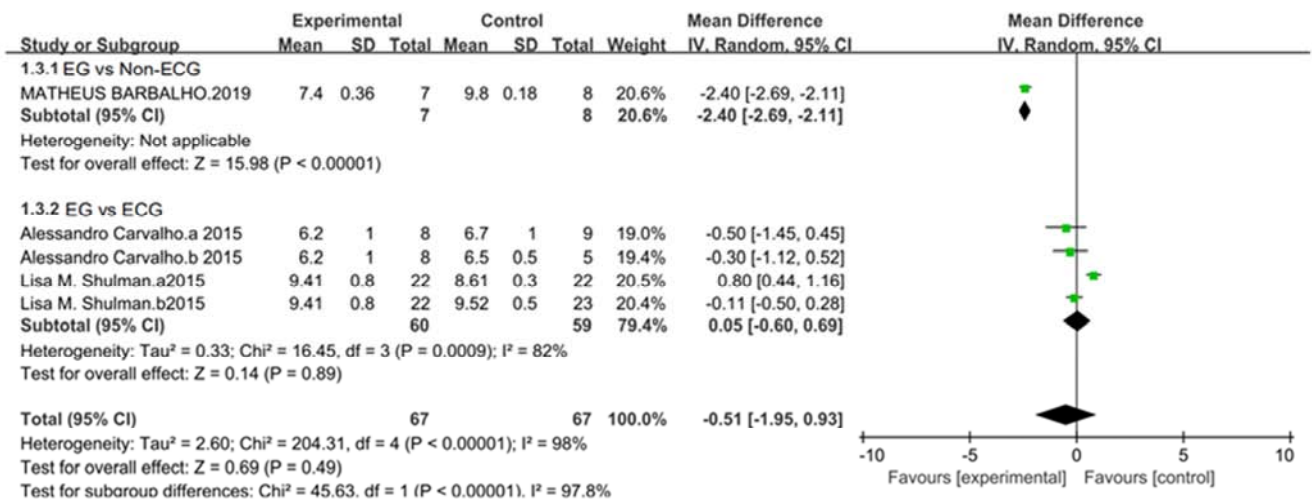 Experimental Control Mean Difference Mean Difference
Study or Subgroup Mean SD Total Mean SD Total Weight IV, Random, 95% CI IV, Random, 95% CI
1.3.1 EG vs Non-ECG
MATHEUS BARBALHO.2019 7.4 0.36 7 9.8 0.18 8 20.6% -2.40 [-2.69, -2.11]
Subtotal (95% CI) 7 8 20.6% -2.40 [-2.69, -2.11]
Heterogeneity: Not applicable
Test for overall effect: Z = 15.98 (P < 0.00001)
1.3.2 EG vs ECG
Alessandro Carvalho.a 2015 6.2 1 8 6.7 1 9 19.0% -0.50 [-1.45, 0.45]
Alessandro Carvalho.b 2015 6.2 1 8 6.5 0.5 5 19.4% -0.30 [-1.12, 0.52]
Lisa M. Shulman.a2015 9.41 0.8 22 8.61 0.3 22 20.5% 0.80 [0.44, 1.16]
Lisa M. Shulman.b2015 9.41 0.8 22 9.52 0.5 23 20.4% -0.11 [-0.50, 0.28]
Subtotal (95% CI) 60 59 79.4% 0.05 [-0.60, 0.69]
Heterogeneity: Tau² = 0.33; Chi² = 16.45, df = 3 (P = 0.0009); I² = 82%
Test for overall effect: Z = 0.14 (P = 0.89)
Total (95% CI) 67 67 100.0% -0.51 [-1.95, 0.93]
Heterogeneity: Tau² = 2.60; Chi² = 204.31, df = 4 (P < 0.00001); I² = 98%
Test for overall effect: Z = 0.69 (P = 0.49)
Test for subgroup differences: Chi² = 45.63, df = 1 (P < 0.00001), I² = 97.8%
-10 -5 0 5 10
Favours [experimental] Favours [control]